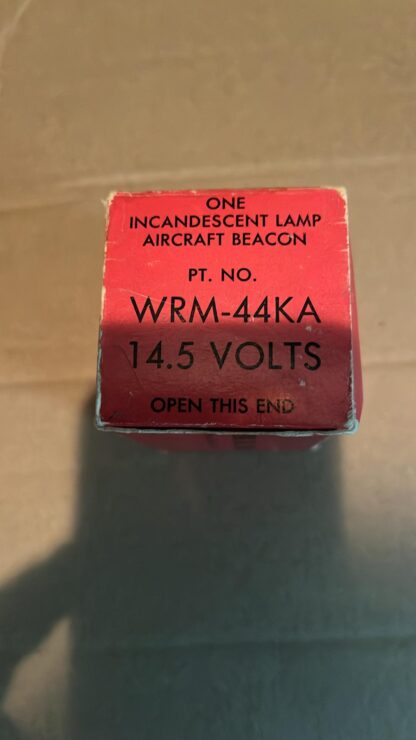 ONE
INCANDESCENT LAMP
AIRCRAFT BEACON
PT. NO.
WRM-44KA
14.5 VOLTS
OPEN THIS END